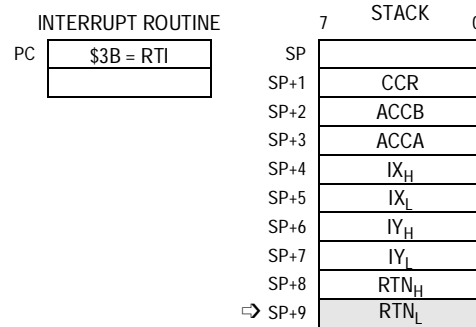 INTERRUPT ROUTINE
PC $3B = RTI
7 STACK 0
SP
SP+1 CCR
SP+2 ACCB
SP+3 ACCA
SP+4 IXH
SP+5 IXL
SP+6 IYH
SP+7 IYL
SP+8 RTNH
➩ SP+9 RTNL